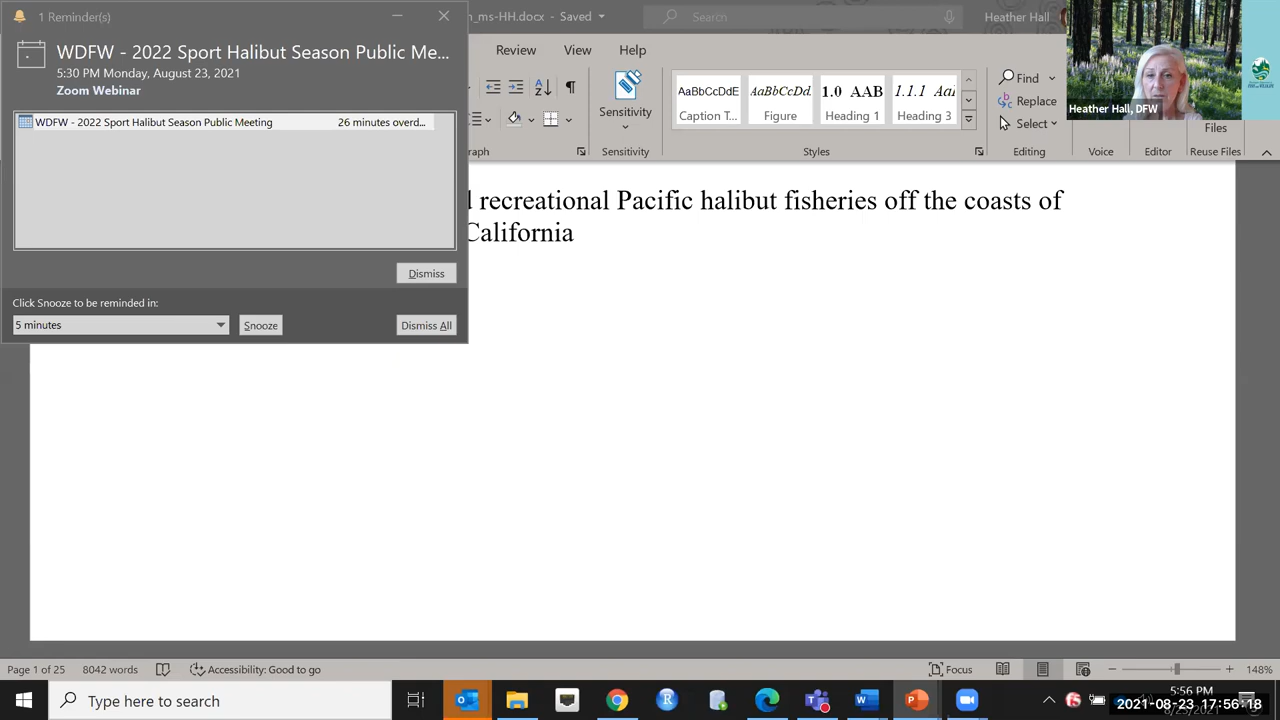 1 Reminder(s)
WDFW - 2022 Sport Halibut Season Public Me...
5:30 PM Monday, August 23, 2021
Zoom Webinar
WDFW - 2022 Sport Halibut Season Public Meeting 26 minutes overd...
Dismiss
Click Snooze to be reminded in:
5 minutes Snooze Dismiss All
_ms-HH.docx - Saved
Search
Heather Hall
Review View Help
Sensitivity
Sensitivity
AaBbCcDdE AaBbCcDd. 1.0 AAB 1.1.1 AaI
Caption T... Figure Heading 1 Heading 3
Styles
Find
Replace
Select
Editing
Voice
Editor
Files
Reuse Files
Heather Hall, DFW
recreational Pacific halibut fisheries off the coasts of
California
Page 1 of 25 8042 words Accessibility: Good to go Focus 148%
Type here to search
5:56 PM
2021-08-23 17:56:18